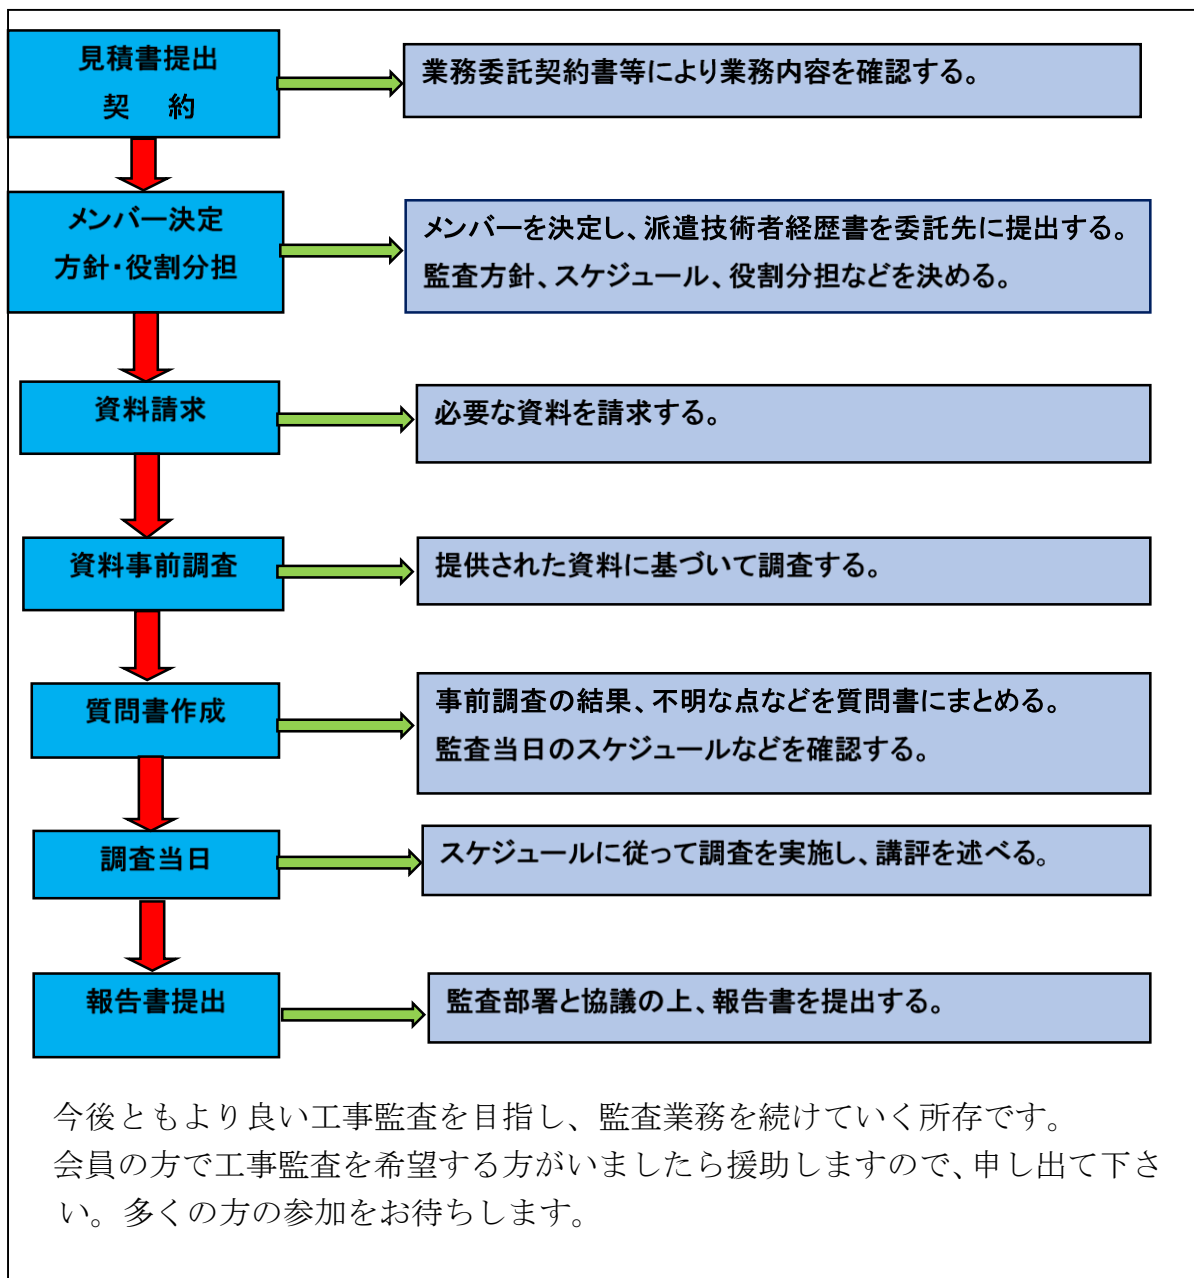 見積書提出
契　約
業務委託契約書等により業務内容を確認する。
メンバー決定
方針・役割分担
メンバーを決定し、派遣技術者経歴書を委託先に提出する。
監査方針、スケジュール、役割分担などを決める。
資料請求
必要な資料を請求する。
資料事前調査
提供された資料に基づいて調査する。
質問書作成
事前調査の結果、不明な点などを質問書にまとめる。
監査当日のスケジュールなどを確認する。
調査当日
スケジュールに従って調査を実施し、講評を述べる。
報告書提出
監査部署と協議の上、報告書を提出する。
今後ともより良い工事監査を目指し、監査業務を続けていく所存です。
会員の方で工事監査を希望する方がいましたら援助しますので、申し出て下さ
い。多くの方の参加をお待ちします。